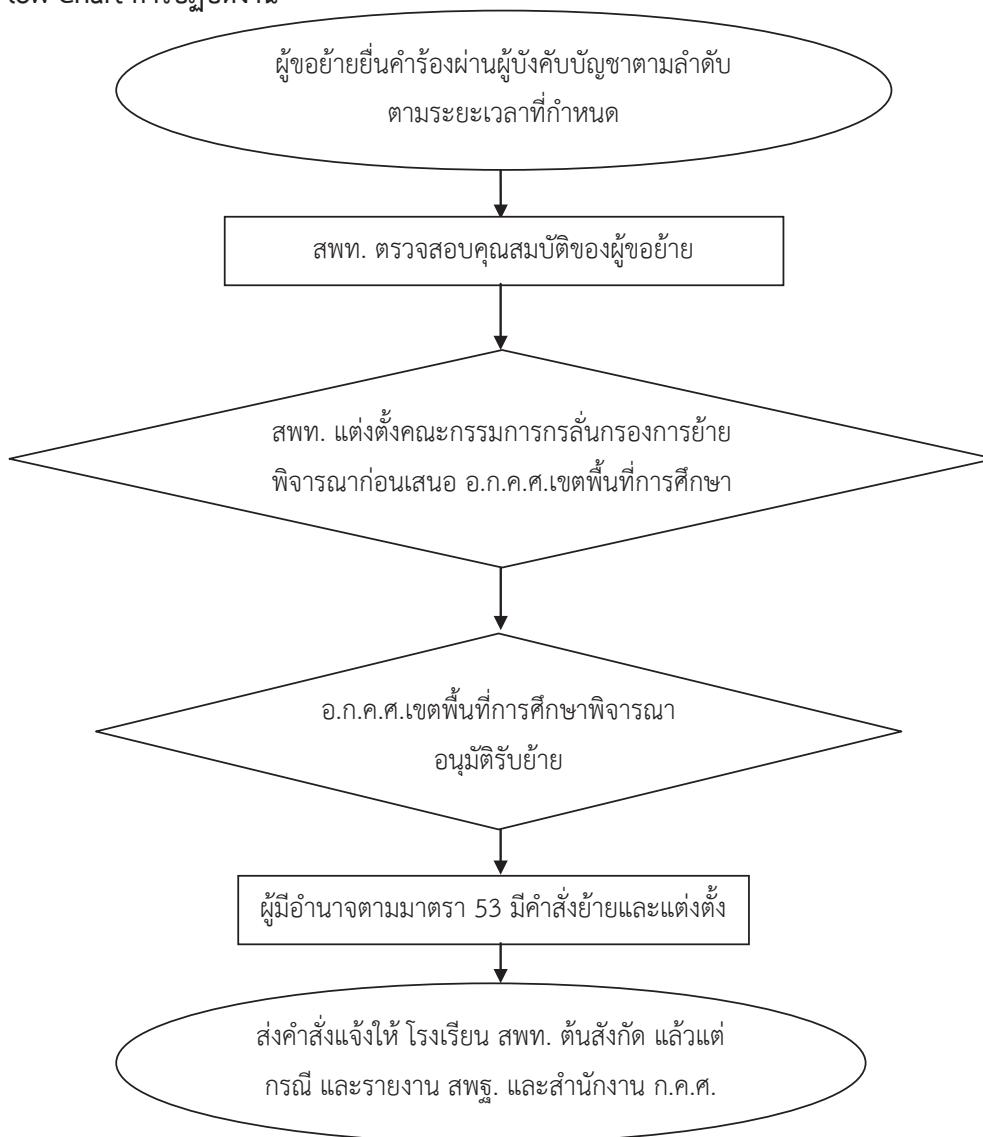 ผู้ขอย้ายยื่นคำร้องผ่านผู้บังคับบัญชาตามลำดับ
ตามระยะเวลาที่กำหนด
สพท. ตรวจสอบคุณสมบัติของผู้ขอย้าย
สพท. แต่งตั้งคณะกรรมการกรลั่นกรองการย้าย
พิจารณาก่อนเสนอ อ.ก.ค.ศ.เขตพื้นที่การศึกษา
อ.ก.ค.ศ.เขตพื้นที่การศึกษาพิจารณา
อนุมัติรับย้าย
ผู้มีอำนาจตามมาตรา 53 มีคำสั่งย้ายและแต่งตั้ง
ส่งคำสั่งแจ้งให้ โรงเรียน สพท. ต้นสังกัด แล้วแต่
กรณี และรายงาน สพฐ. และสำนักงาน ก.ค.ศ.